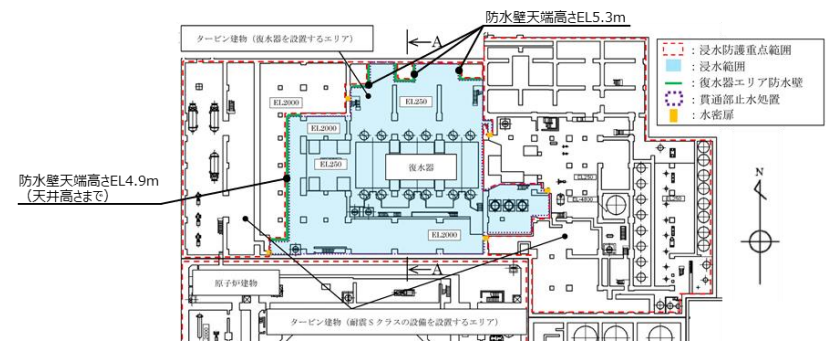 防水壁天端高さEL5.3m
タービン建物（復水器を設置するエリア）
A
：浸水防護重点範囲
：浸水範囲
：復水器エリア防水壁
：貫通部止水処置
：水密扉
EL2000
EL250
EL2000
EL250
防水壁天端高さEL4.9m
（天井高さまで）
復水器
N
EL2000
A
原子炉建物
タービン建物（耐震Ｓクラスの設備を設置するエリア）